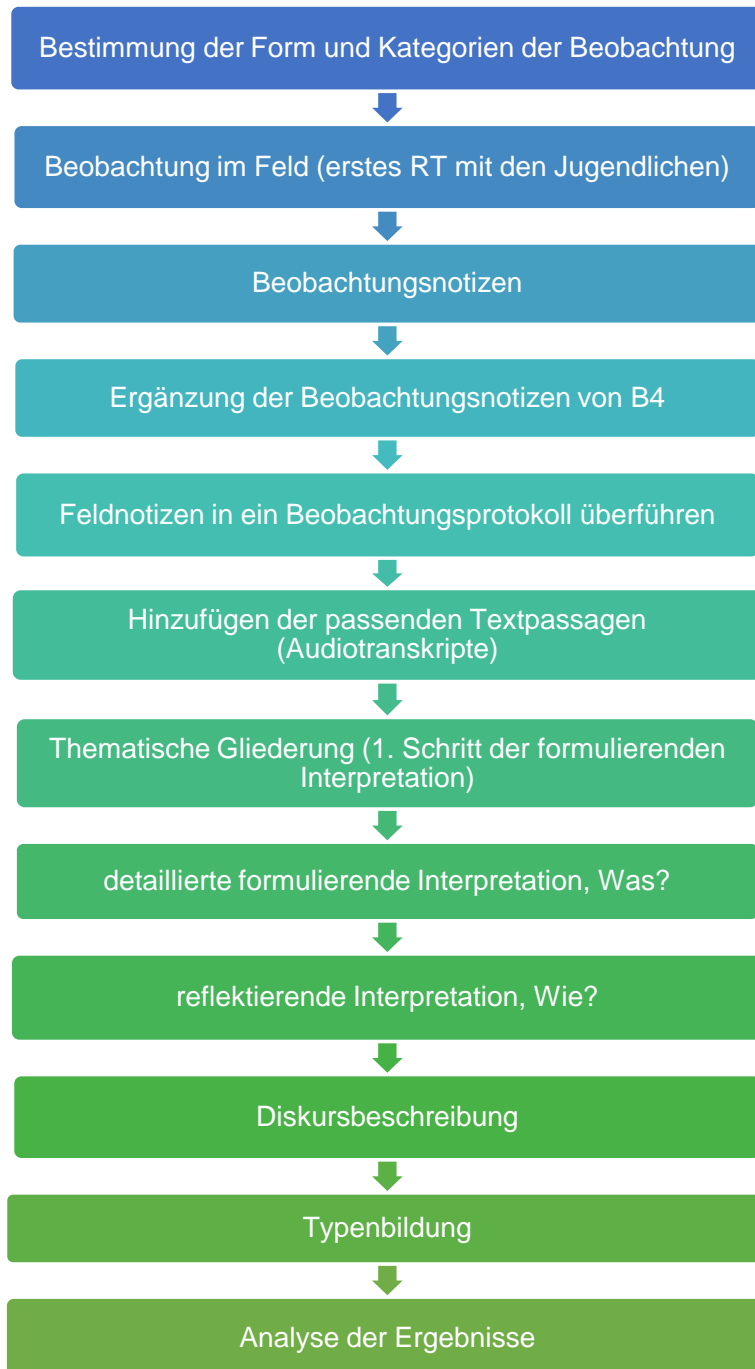 Bestimmung der Form und Kategorien der Beobachtung
Beobachtung im Feld (erstes RT mit den Jugendlichen)
Beobachtungsnotizen
Ergänzung der Beobachtungsnotizen von B4
Feldnotizen in ein Beobachtungsprotokoll überführen
Hinzufügen der passenden Textpassagen
(Audiotranskripte)
Thematische Gliederung (1. Schritt der formulierenden
Interpretation)
detaillierte formulierende Interpretation, Was?
reflektierende Interpretation, Wie?
Diskursbeschreibung
Typenbildung
Analyse der Ergebnisse